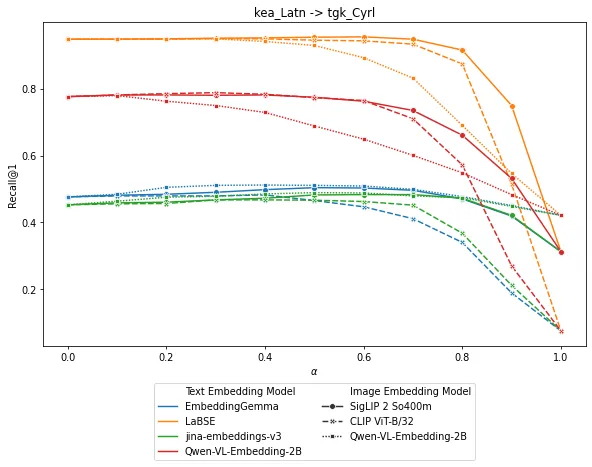 kea_Latn -> tgk_Cyrl
Recall@1
0.8
0.6
0.4
0.2
0.0 0.2 0.4 0.6 0.8 1.0
α
Text Embedding Model
EmbeddingGemma
LaBSE
jina-embeddings-v3
Qwen-VL-Embedding-2B
Image Embedding Model
SigLIP 2 So400m
CLIP ViT-B/32
Qwen-VL-Embedding-2B